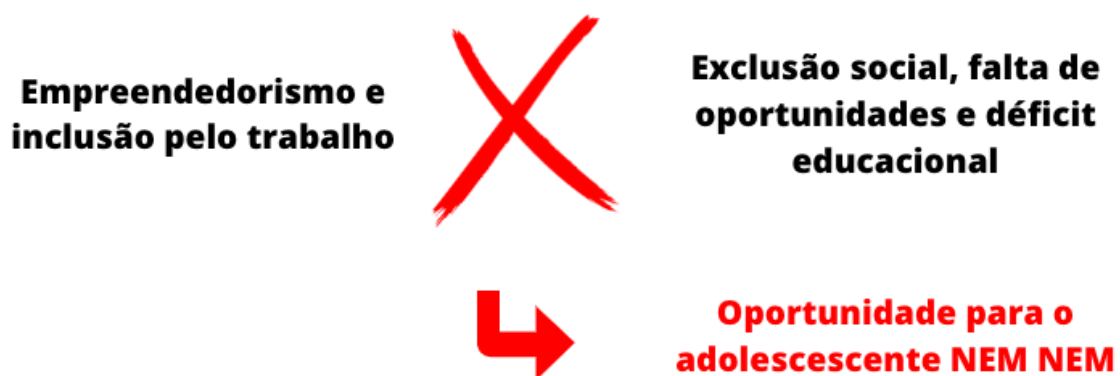 Empreendedorismo e
inclusão pelo trabalho
Exclusão social, falta de
oportunidades e déficit
educacional
Oportunidade para o
adolescescente NEM NEM